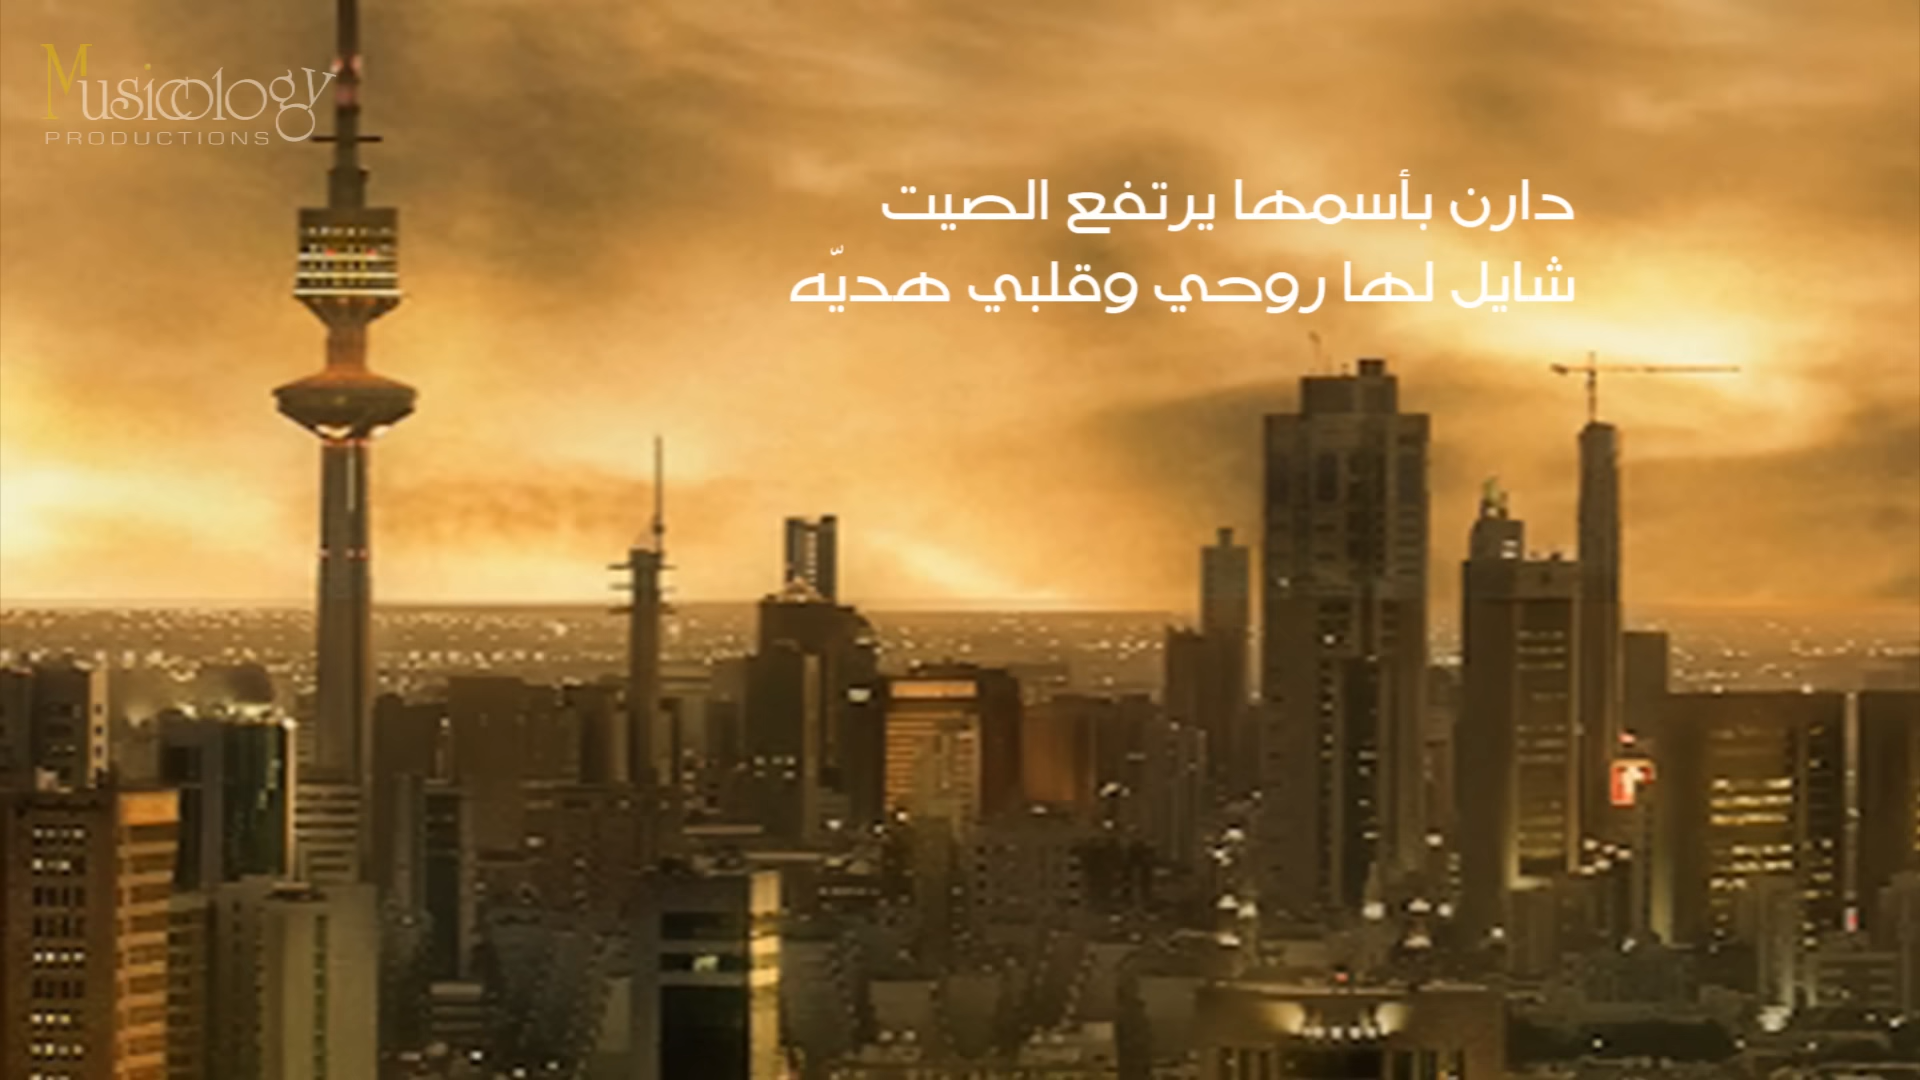 Musicology
PRODUCTIONS
دارن بأسمها يرتفع الصيت
شايل لها روحي وقلبي هديّه